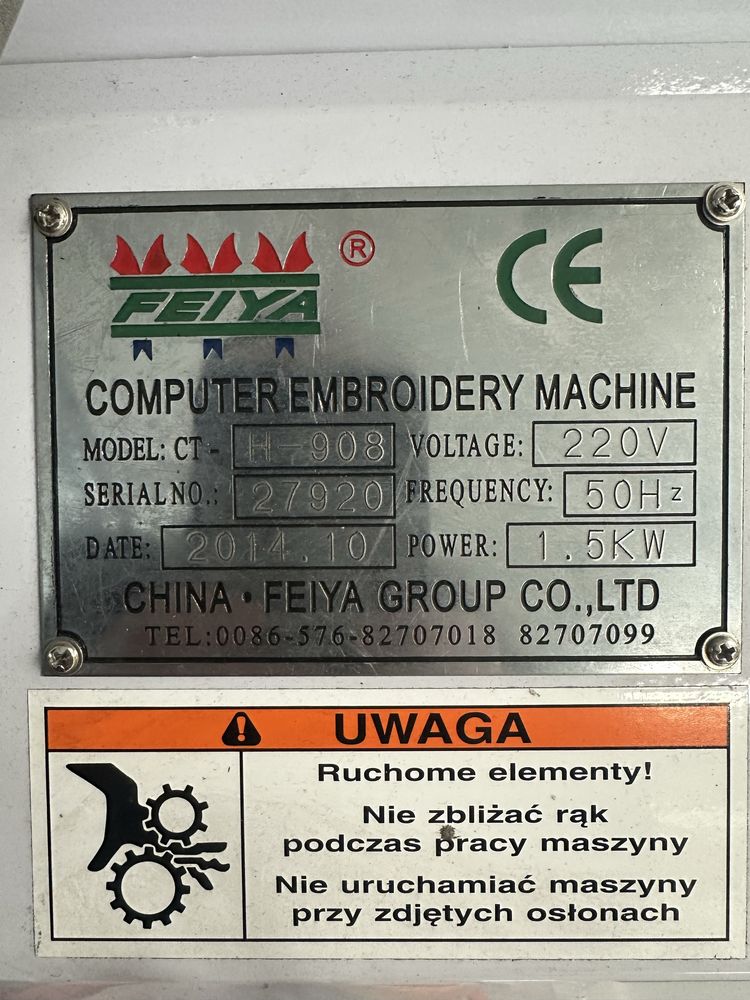 FEIYA ®
CE
COMPUTER EMBROIDERY MACHINE
MODEL: CT- H-908 VOLTAGE: 220V
SERIAL NO.: 27920 FREQUENCY: 50Hz
DATE: 2014.10 POWER: 1.5KW
CHINA · FEIYA GROUP CO.,LTD
TEL:0086-576-82707018 82707099
UWAGA
Ruchome elementy!
Nie zbliżać rąk
podczas pracy maszyny
Nie uruchamiać maszyny
przy zdjętych osłonach